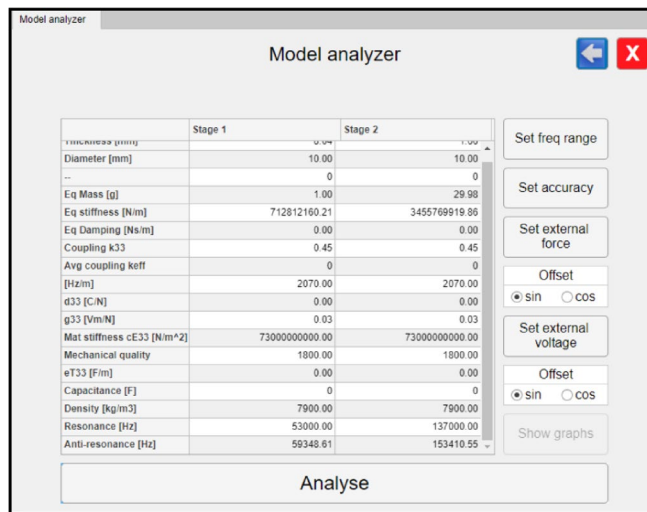 Model analyzer
Model analyzer
X
Stage 1 Stage 2
Thickness [mm] 0.04 1.00
Diameter [mm] 10.00 10.00
-- 0 0
Eq Mass [g] 1.00 29.98
Eq stiffness [N/m] 712812160.21 3455769919.86
Eq Damping [Ns/m] 0.00 0.00
Coupling k33 0.45 0.45
Avg coupling keff 0 0
[Hz/m] 2070.00 2070.00
d33 [C/N] 0.00 0.00
g33 [Vm/N] 0.03 0.03
Mat stiffness cE33 [N/m^2] 73000000000.00 73000000000.00
Mechanical quality 1800.00 1800.00
eT33 [F/m] 0.00 0.00
Capacitance [F] 0 0
Density [kg/m3] 7900.00 7900.00
Resonance [Hz] 53000.00 137000.00
Anti-resonance [Hz] 59348.61 153410.55
Set freq range
Set accuracy
Set external
force
Offset
sin cos
Set external
voltage
Offset
sin cos
Show graphs
Analyse